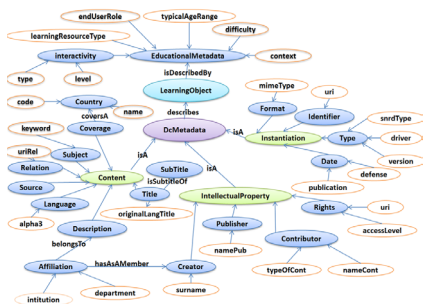 endUserRole
typicalAgeRange
learningResourceType
difficulty
interactivity
EducationalMetadata
context
type
level
isDescribedBy
LearningObject
code
Country
describes
mimeType
uri
name
coversA
Format
Identifier
snrdType
keyword
Coverage
DcMetadata
isA
Instantiation
Type
driver
uriRel
Subject
isA
SubTitle
isA
Date
version
Relation
Content
isSubtitleOf
defense
Source
Title
IntellectualProperty
publication
Language
originalLangTitle
Rights
uri
alpha3
Description
Publisher
accessLevel
belongsTo
namePub
Contributor
Affiliation
hasAsAMember
Creator
typeOfCont
nameCont
department
surname
intitution